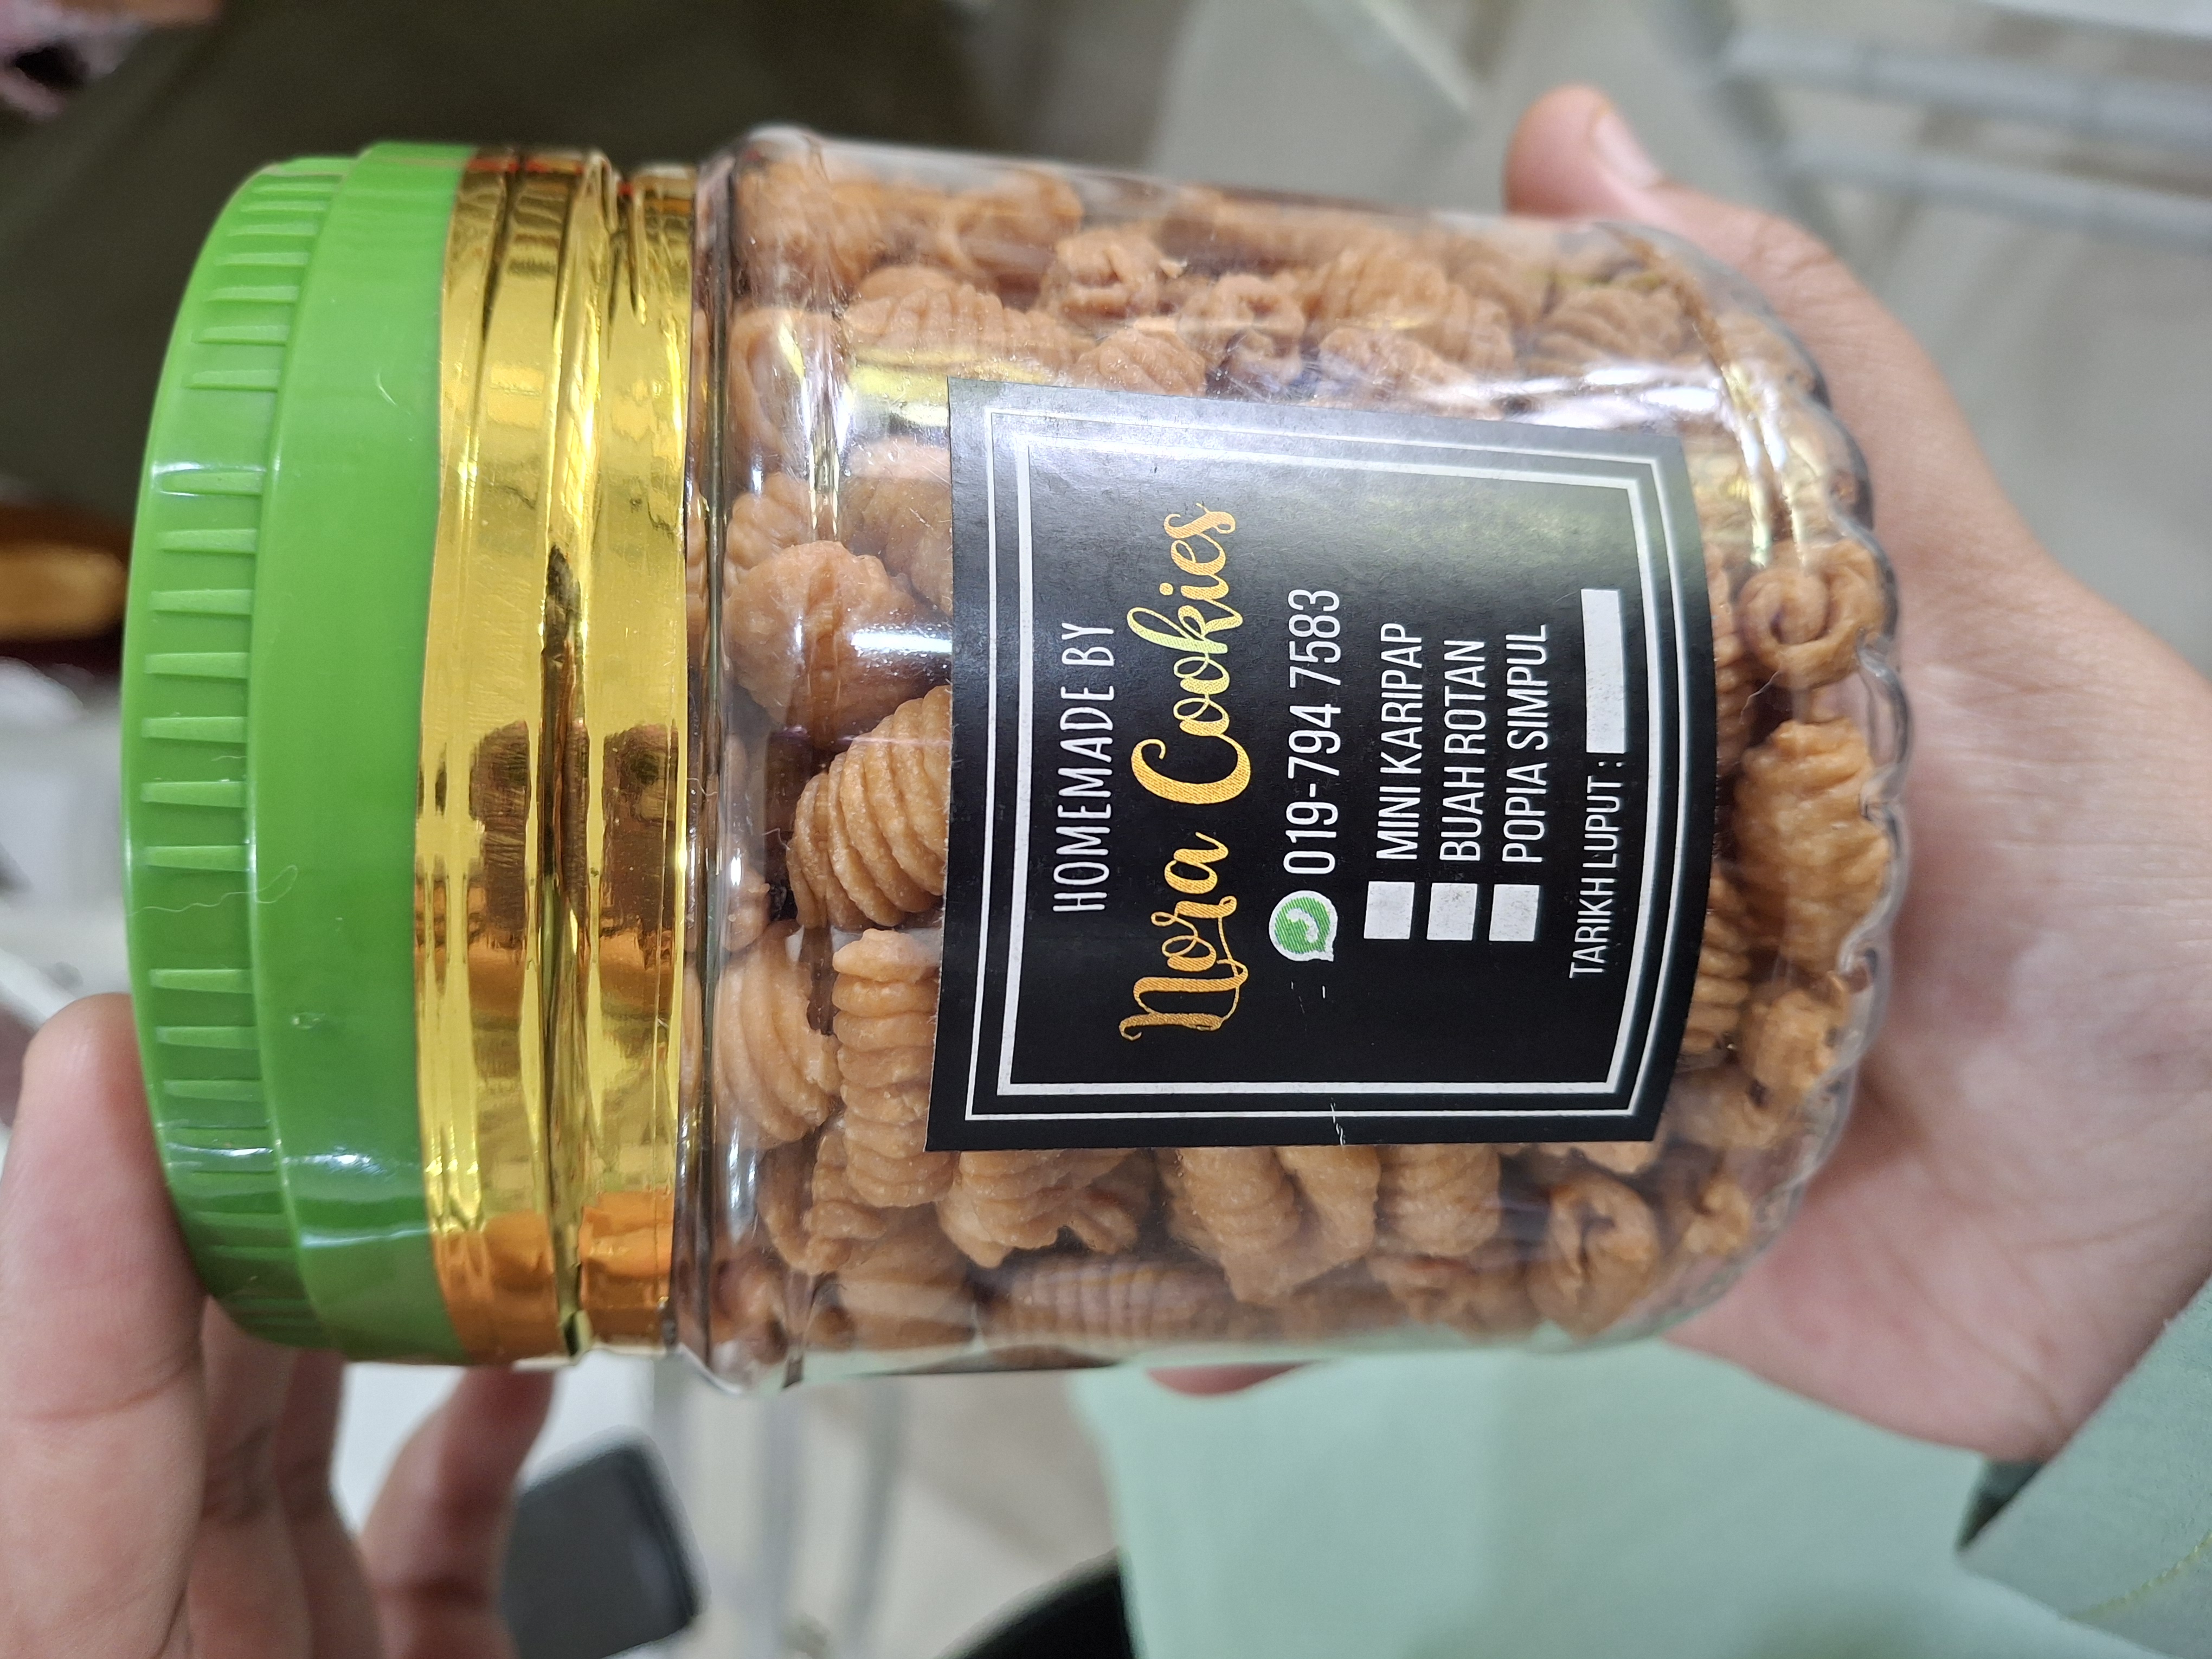 HOMEMADE BY
Nora Cookies
019-794 7583
MINI KARIPAP
BUAH ROTAN
POPIA SIMPUL
TARIKH LUPUT :